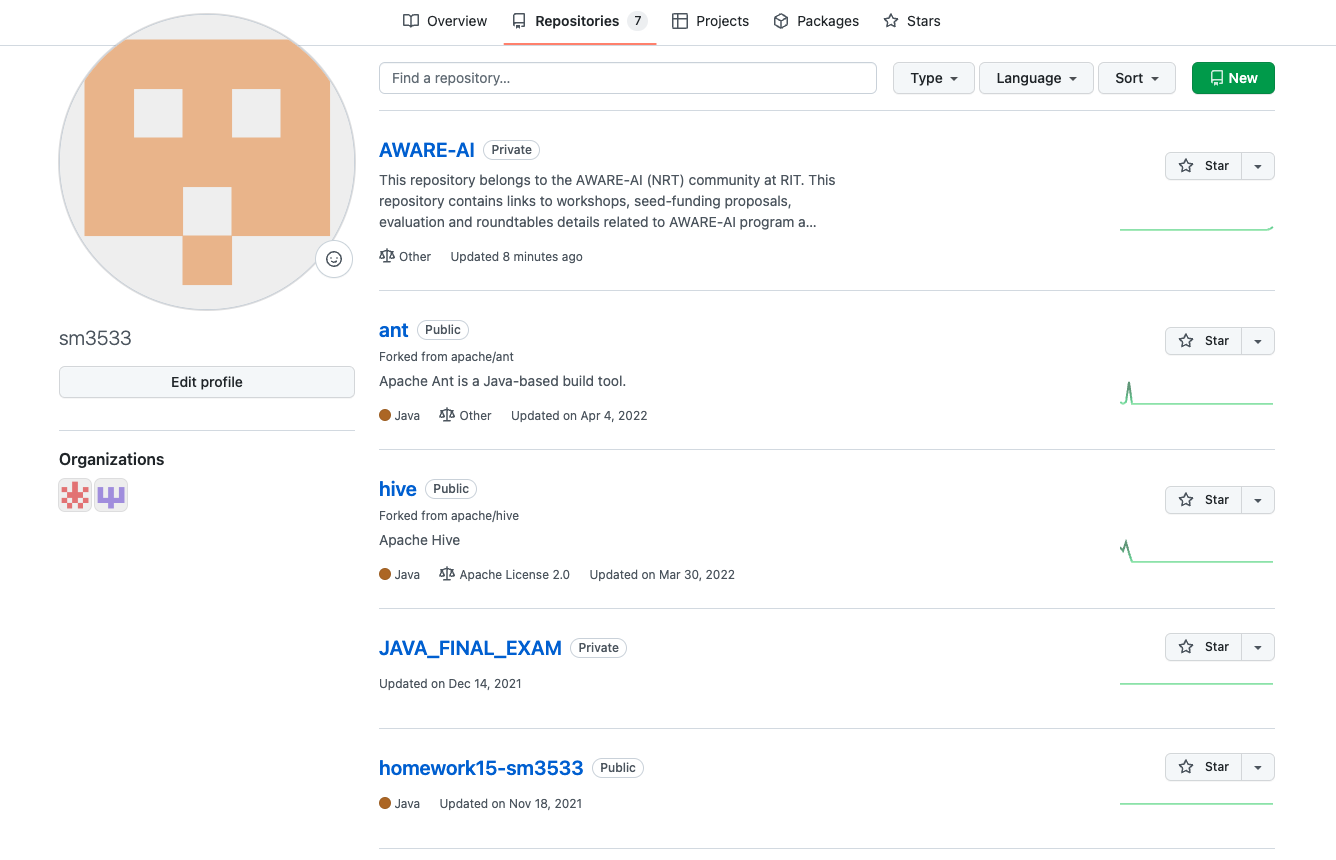 Overview Repositories 7 Projects Packages Stars
Find a repository... Type Language Sort New
AWARE-AI Private
Star
This repository belongs to the AWARE-AI (NRT) community at RIT. This
repository contains links to workshops, seed-funding proposals,
evaluation and roundtables details related to AWARE-AI program a...
Other Updated 8 minutes ago
sm3533
Edit profile
Organizations
ant Public
Star
Forked from apache/ant
Apache Ant is a Java-based build tool.
Java Other Updated on Apr 4, 2022
hive Public
Star
Forked from apache/hive
Apache Hive
Java Apache License 2.0 Updated on Mar 30, 2022
JAVA_FINAL_EXAM Private
Star
Updated on Dec 14, 2021
homework15-sm3533 Public
Star
Java Updated on Nov 18, 2021